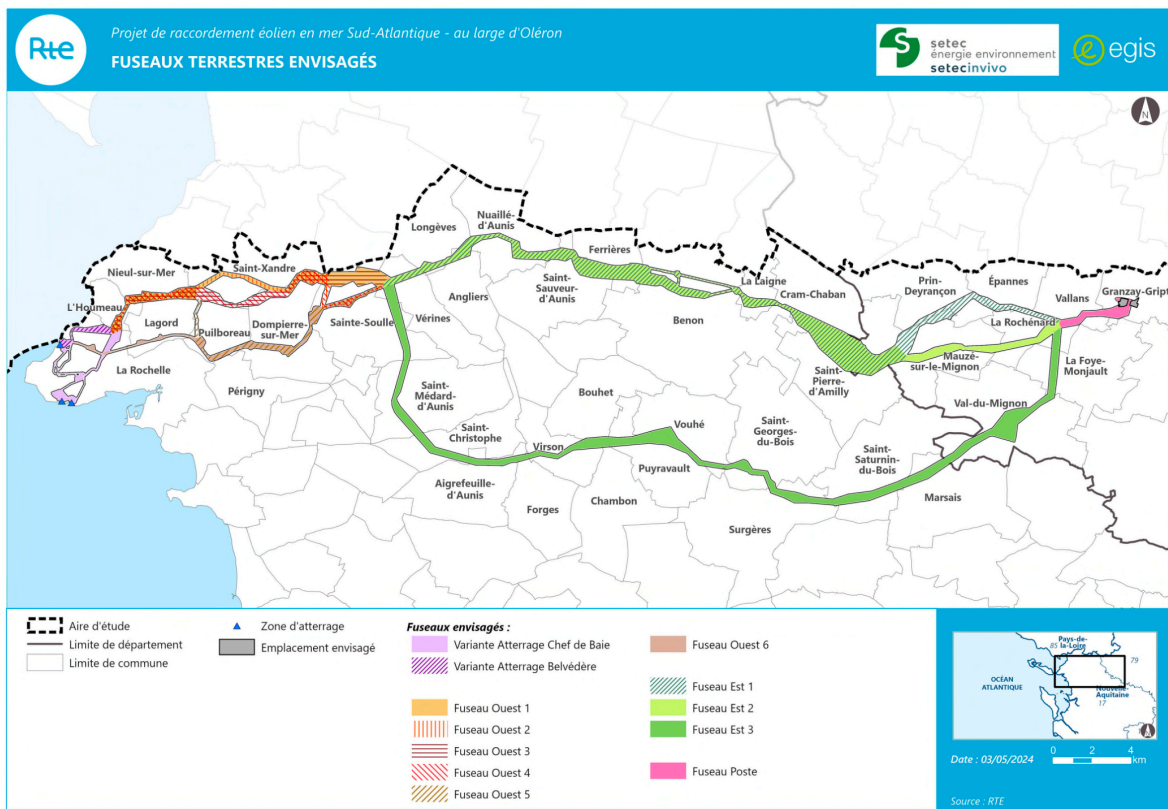 Rte
Projet de raccordement éolien en mer Sud-Atlantique - au large d'Oléron
FUSEAUX TERRESTRES ENVISAGÉS
S
setec
énergie environnement
setecinvivo
e egis
N
Longèves
Nuaillé-
d'Aunis
Ferrières
Nieul-sur-Mer
Saint-Xandre
L'Houmeau
Lagord
Puilboreau
Dompierre-
sur-Mer
Sainte-Soulle
Vérines
Angliers
Saint-
Sauveur-
d'Aunis
La Laigne
Cram-Chaban
Benon
Prin-
Deyrançon
Épannes
Vallans
Granzay-Gript
La Rochénard
La Rochelle
Périgny
Saint-
Médard-
d'Aunis
Bouhet
Saint-
Pierre-
d'Amilly
Mauzé-
sur-le-Mignon
La Foye-
Monjault
Val-du-Mignon
Saint-
Christophe
Virson
Vouhé
Saint-
Georges-
du-Bois
Saint-
Saturnin-
du-Bois
Aigrefeuille-
d'Aunis
Puyravault
Forges
Chambon
Surgères
Marsais
Aire d'étude
Limite de département
Limite de commune
Zone d'atterrage
Emplacement envisagé
Fuseaux envisagés :
Variante Atterrage Chef de Baie
Variante Atterrage Belvédère
Fuseau Ouest 1
Fuseau Ouest 2
Fuseau Ouest 3
Fuseau Ouest 4
Fuseau Ouest 5
Fuseau Ouest 6
Fuseau Est 1
Fuseau Est 2
Fuseau Est 3
Fuseau Poste
Pays-de-
la-Loire
85
79
OCÉAN
ATLANTIQUE
Nouvelle-
Aquitaine
17
N
Date : 03/05/2024
0 2 4
km
Source : RTE